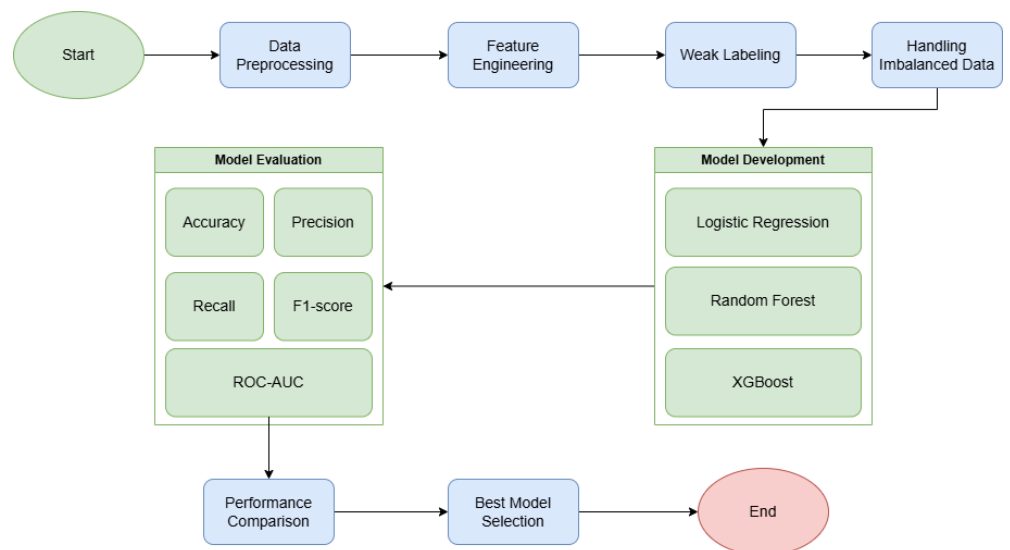 Start
Data
Preprocessing
Feature
Engineering
Weak Labeling
Handling
Imbalanced Data
Model Evaluation
Accuracy
Precision
Recall
F1-score
ROC-AUC
Model Development
Logistic Regression
Random Forest
XGBoost
Performance
Comparison
Best Model
Selection
End